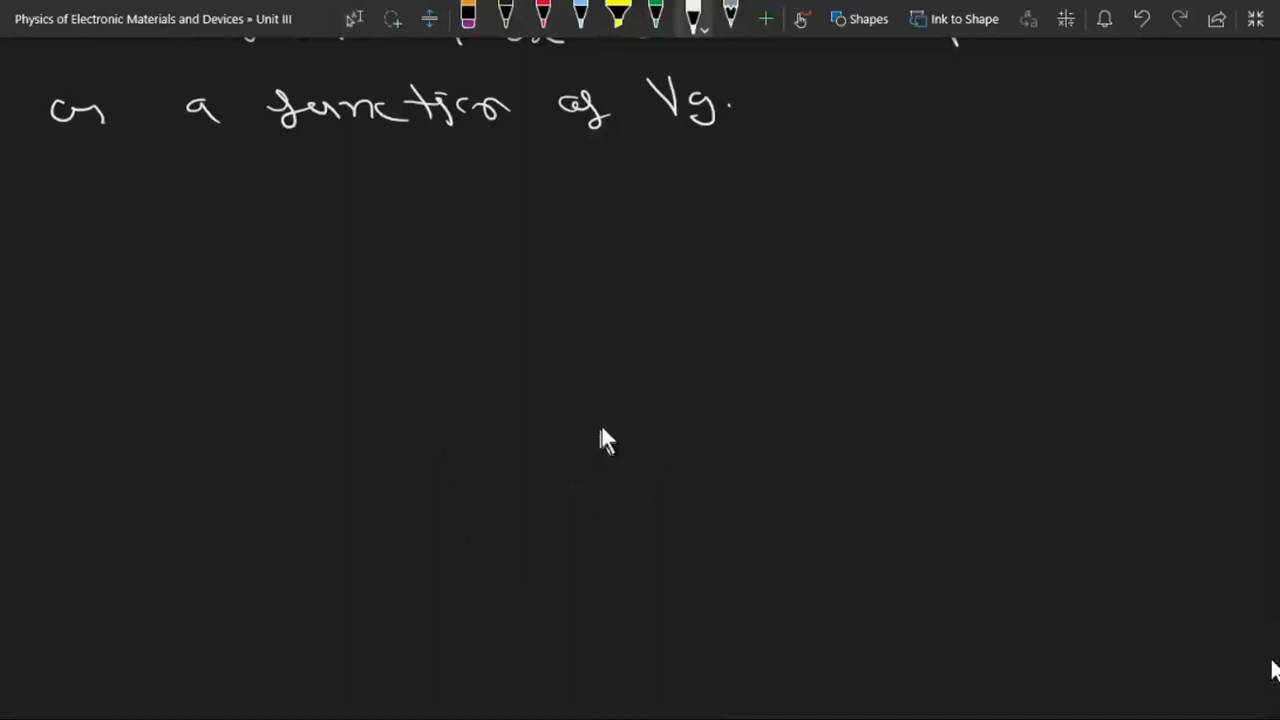 Physics of Electronic Materials and Devices » Unit III
Shapes
Ink to Shape
as a function of Vg.